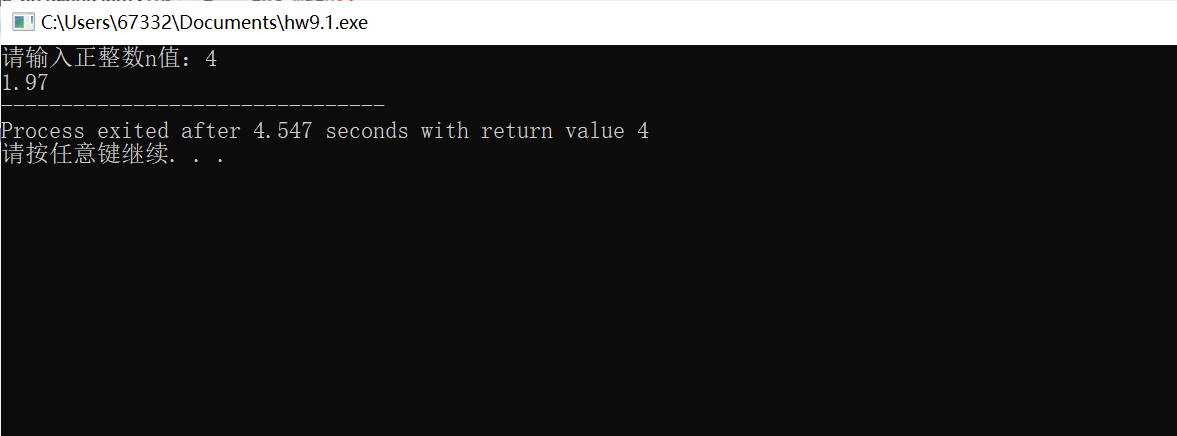 C:\Users\67332\Documents\hw9.1.exe
请输入正整数n值：4
1.97
--------------------------------
Process exited after 4.547 seconds with return value 4
请按任意键继续. . .